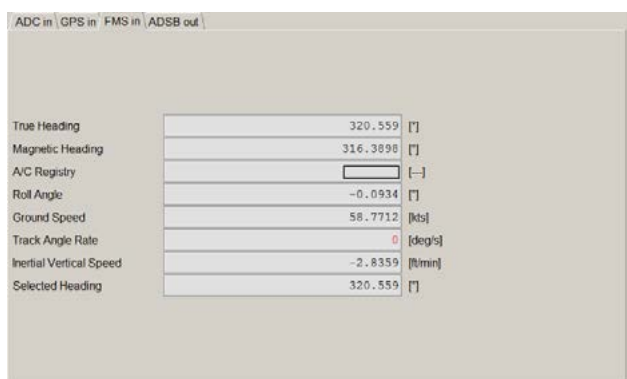 ADC in GPS in FMS in ADSB out
True Heading 320.559 [°]
Magnetic Heading 316.3898 [°]
A/C Registry [---]
Roll Angle -0.0934 [°]
Ground Speed 58.7712 [kts]
Track Angle Rate 0 [deg/s]
Inertial Vertical Speed -2.8359 [ft/min]
Selected Heading 320.559 [°]